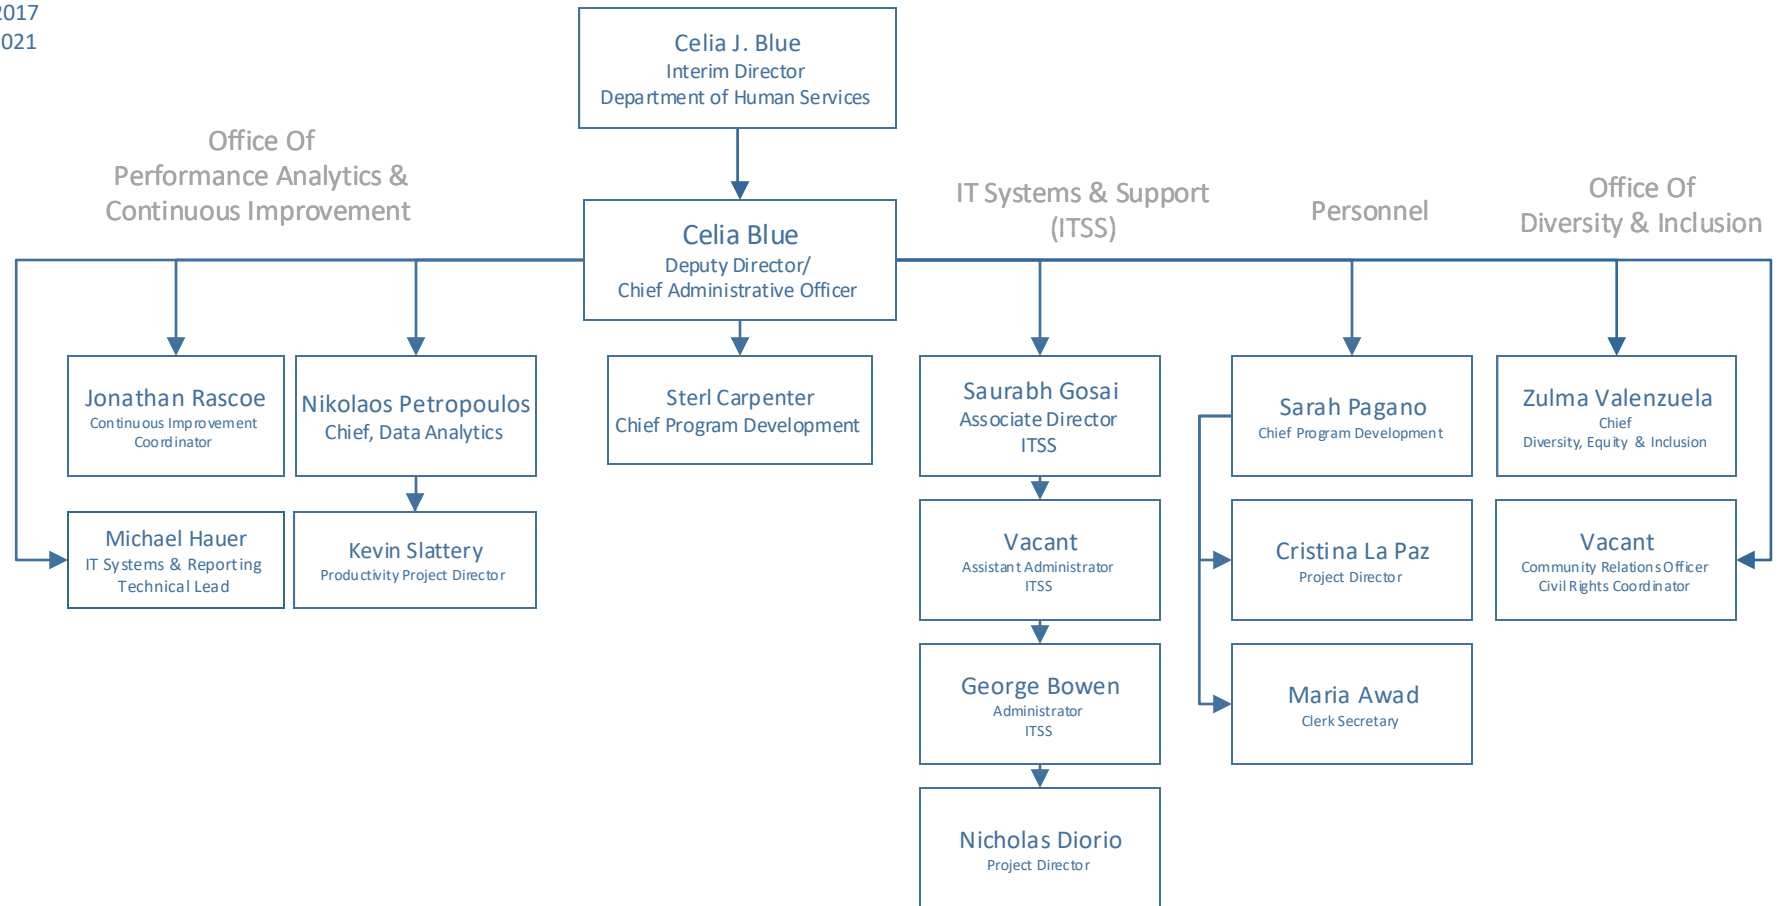 2017
021
Celia J. Blue
Interim Director
Department of Human Services
Office Of
Performance Analytics &
Continuous Improvement
Celia Blue
Deputy Director/
Chief Administrative Officer
IT Systems & Support
(ITSS)
Personnel
Office Of
Diversity & Inclusion
Jonathan Rascoe
Continuous Improvement
Coordinator
Nikolaos Petropoulos
Chief, Data Analytics
Sterl Carpenter
Chief Program Development
Saurabh Gosai
Associate Director
ITSS
Sarah Pagano
Chief Program Development
Zulma Valenzuela
Chief
Diversity, Equity & Inclusion
Michael Hauer
IT Systems & Reporting
Technical Lead
Kevin Slattery
Productivity Project Director
Vacant
Assistant Administrator
ITSS
Cristina La Paz
Project Director
Vacant
Community Relations Officer
Civil Rights Coordinator
George Bowen
Administrator
ITSS
Maria Awad
Clerk Secretary
Nicholas Diorio
Project Director